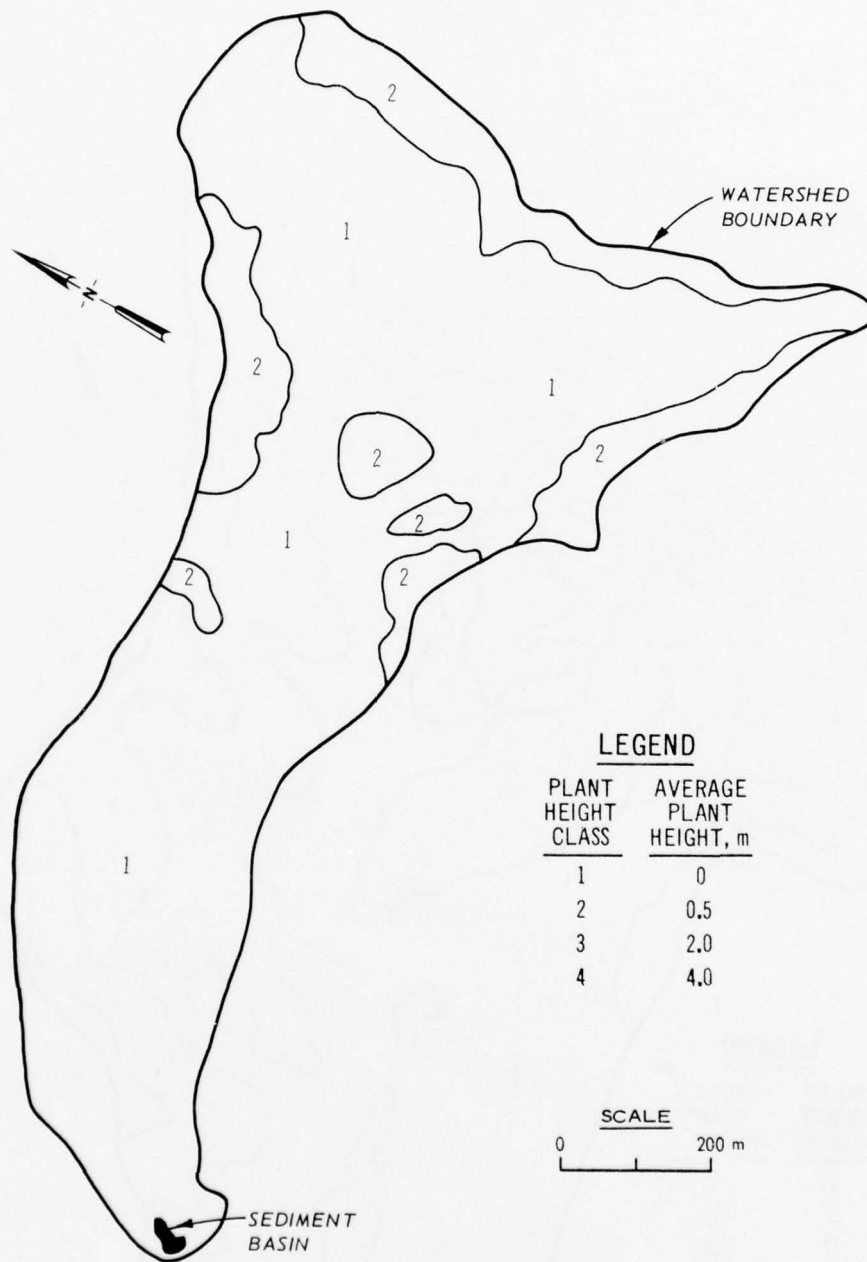 2
WATERSHED
BOUNDARY
1
-N-
2
1
2
2
2
1
2
2
LEGEND
PLANT HEIGHT CLASS AVERAGE PLANT HEIGHT, m
1 0
2 0.5
3 2.0
4 4.0
1
SCALE
0 200 m
SEDIMENT
BASIN